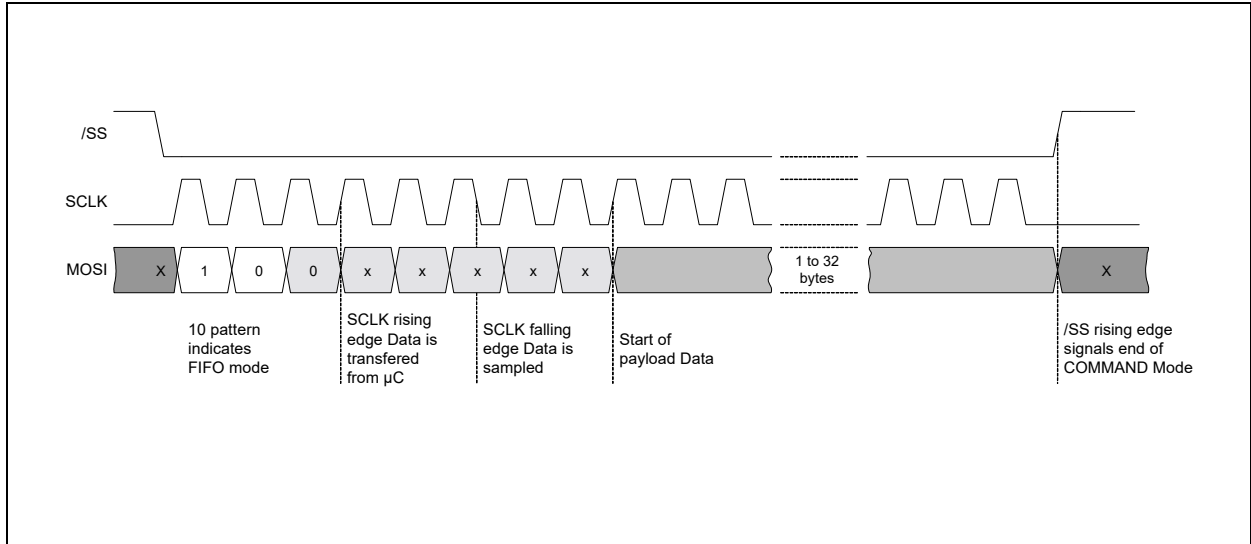 /SS
SCLK
MOSI
X
1
0
0
x
x
x
x
x
1 to 32
bytes
X
10 pattern
indicates
FIFO mode
SCLK rising
edge Data is
transfered
from µC
SCLK falling
edge Data is
sampled
Start of
payload Data
/SS rising edge
signals end of
COMMAND Mode